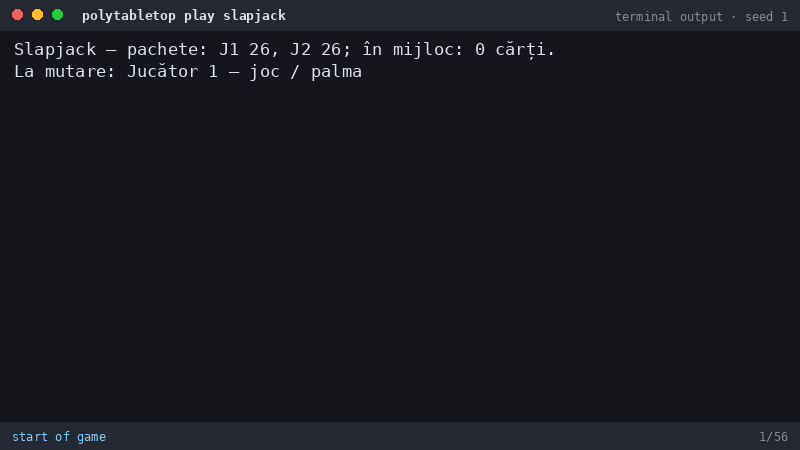 polytabletop play slapjack
terminal output · seed 1
Slapjack — pachete: J1 26, J2 26; în mijloc: 0 cărți.
La mutare: Jucător 1 — joc / palma
start of game
1/56